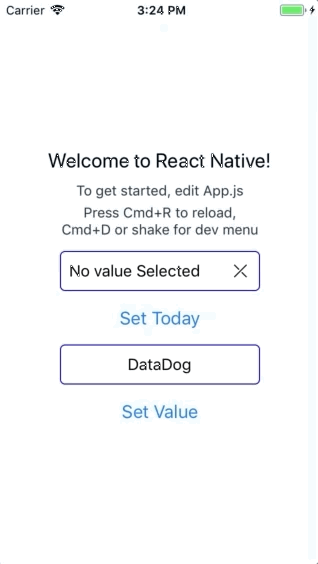 Carrier 3:24 PM
Welcome to React Native!
To get started, edit App.js
Press Cmd+R to reload,
Cmd+D or shake for dev menu
No value Selected
Set Today
DataDog
Set Value